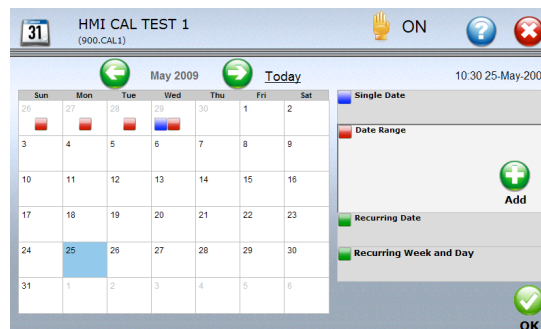 31 HMI CAL TEST 1 ON
(900.CAL1)
May 2009 Today 10:30 25-May-200
Sun Mon Tue Wed Thu Fri Sat
26 27 28 29 30 1 2
3 4 5 6 7 8 9
10 11 12 13 14 15 16
17 18 19 20 21 22 23
24 25 26 27 28 29 30
31 1 2 3 4 5 6
Single Date
Date Range
Add
Recurring Date
Recurring Week and Day
OK